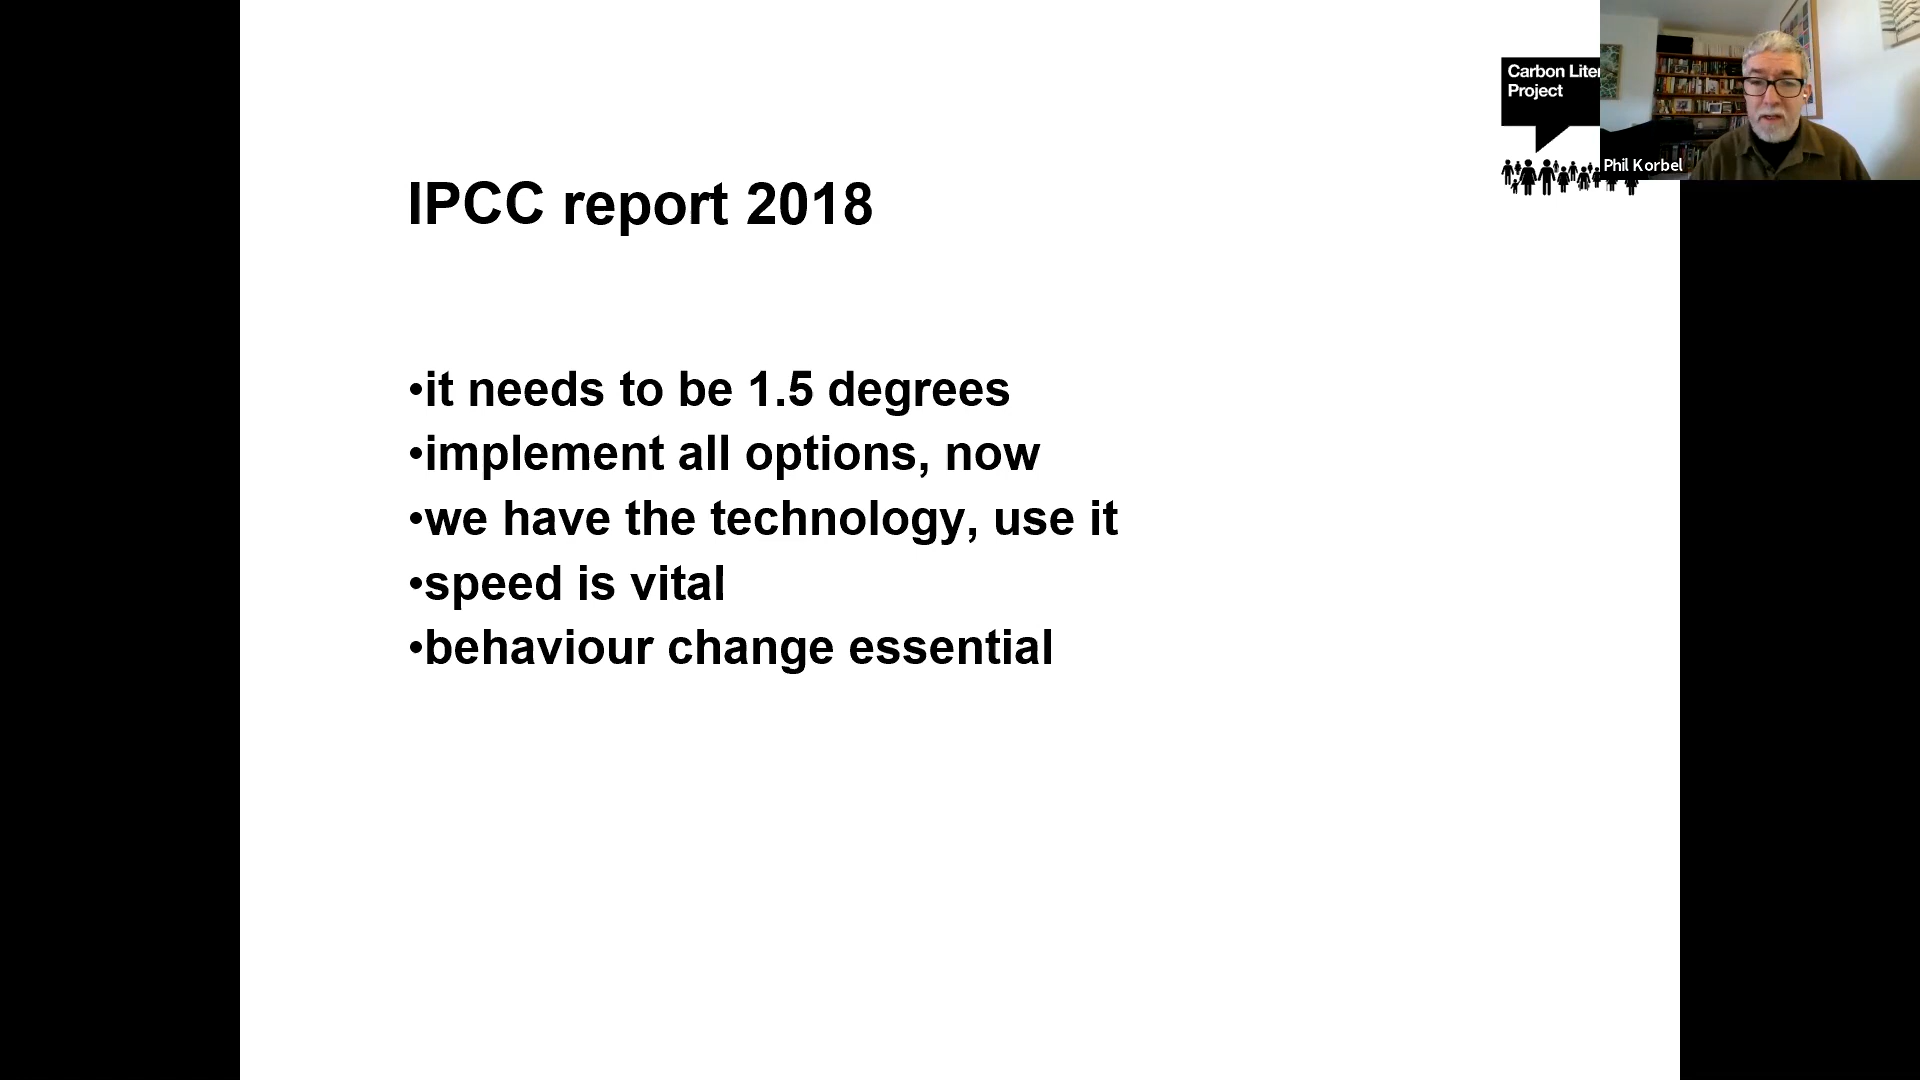 Carbon Liter
Project
Phil Korbel
IPCC report 2018
•it needs to be 1.5 degrees
•implement all options, now
•we have the technology, use it
•speed is vital
•behaviour change essential